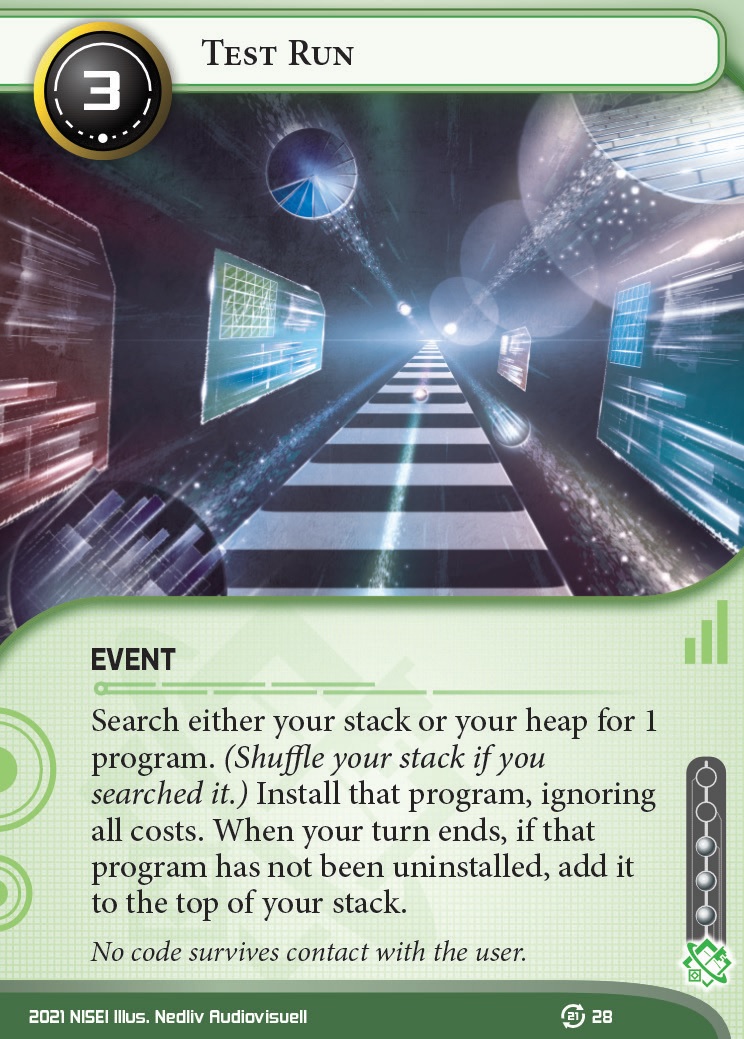 Test Run
3
EVENT
Search either your stack or your heap for 1
program. (Shuffle your stack if you
searched it.) Install that program, ignoring
all costs. When your turn ends, if that
program has not been uninstalled, add it
to the top of your stack.
No code survives contact with the user.
2021 NISEI Illus. Nedliv Audiovisuell
21 28